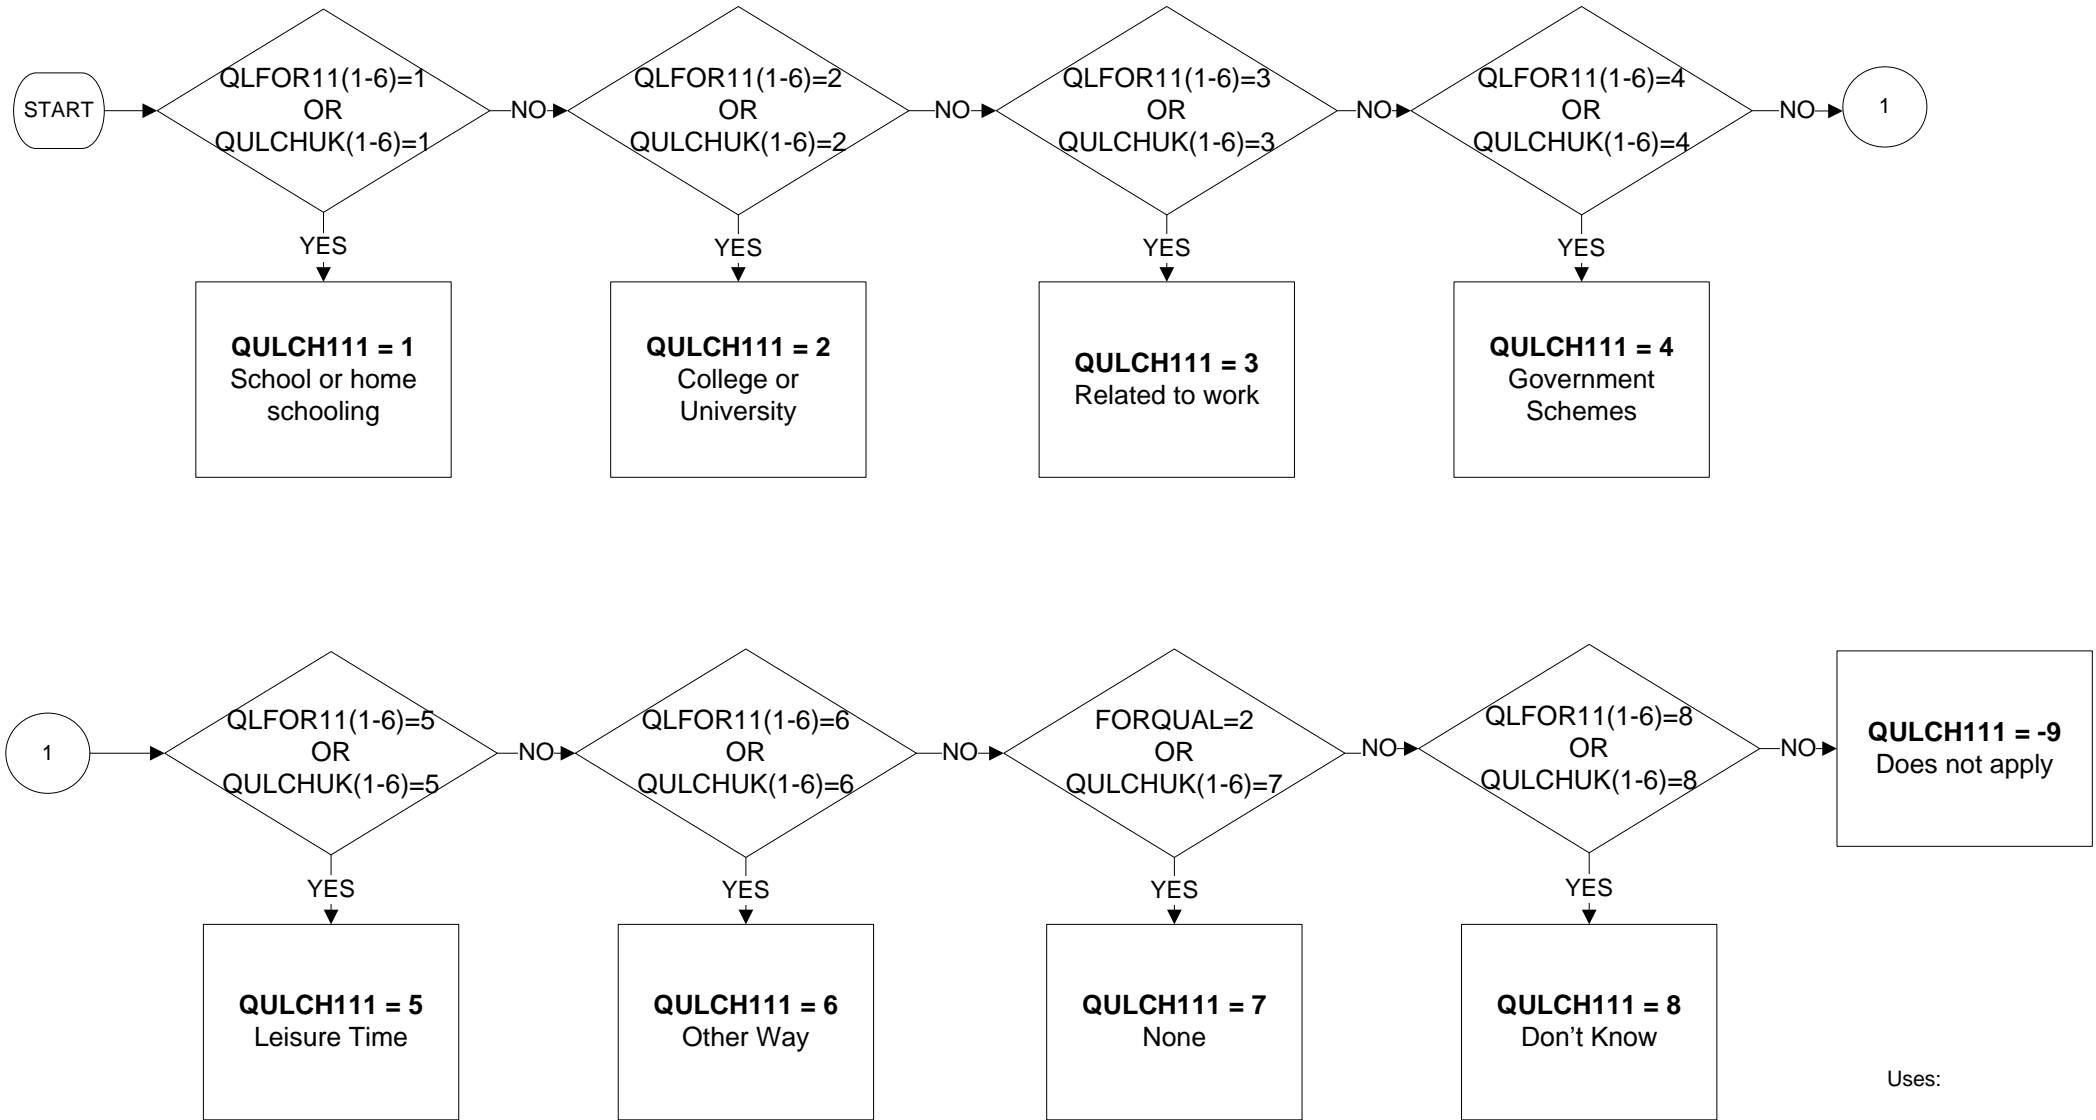 START
QLFOR11(1-6)=1
OR
QULCHUK(1-6)=1
NO
QLFOR11(1-6)=2
OR
QULCHUK(1-6)=2
NO
QLFOR11(1-6)=3
OR
QULCHUK(1-6)=3
NO
QLFOR11(1-6)=4
OR
QULCHUK(1-6)=4
NO
1
YES
YES
YES
YES
QULCH111 = 1
School or home
schooling
QULCH111 = 2
College or
University
QULCH111 = 3
Related to work
QULCH111 = 4
Government
Schemes
1
QLFOR11(1-6)=5
OR
QULCHUK(1-6)=5
NO
QLFOR11(1-6)=6
OR
QULCHUK(1-6)=6
NO
FORQUAL=2
OR
QULCHUK(1-6)=7
NO
QLFOR11(1-6)=8
OR
QULCHUK(1-6)=8
NO
QULCH111 = -9
Does not apply
YES
YES
YES
YES
QULCH111 = 5
Leisure Time
QULCH111 = 6
Other Way
QULCH111 = 7
None
QULCH111 = 8
Don’t Know
Uses: